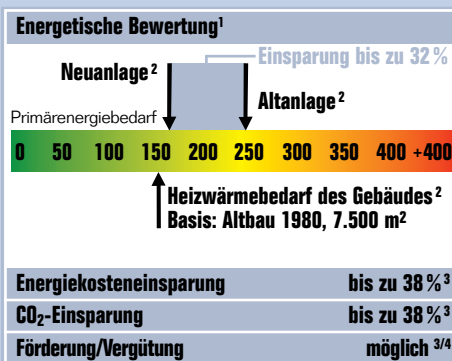 Energetische Bewertung¹
Einsparung bis zu 32 %
Neuanlage²
Altanlage²
Primärenergiebedarf
0 50 100 150 200 250 300 350 400 +400
Heizwärmebedarf des Gebäudes²
Basis: Altbau 1980, 7.500 m²
Energiekosteneinsparung bis zu 38 %³
CO₂-Einsparung bis zu 38 %³
Förderung/Vergütung möglich ³/⁴